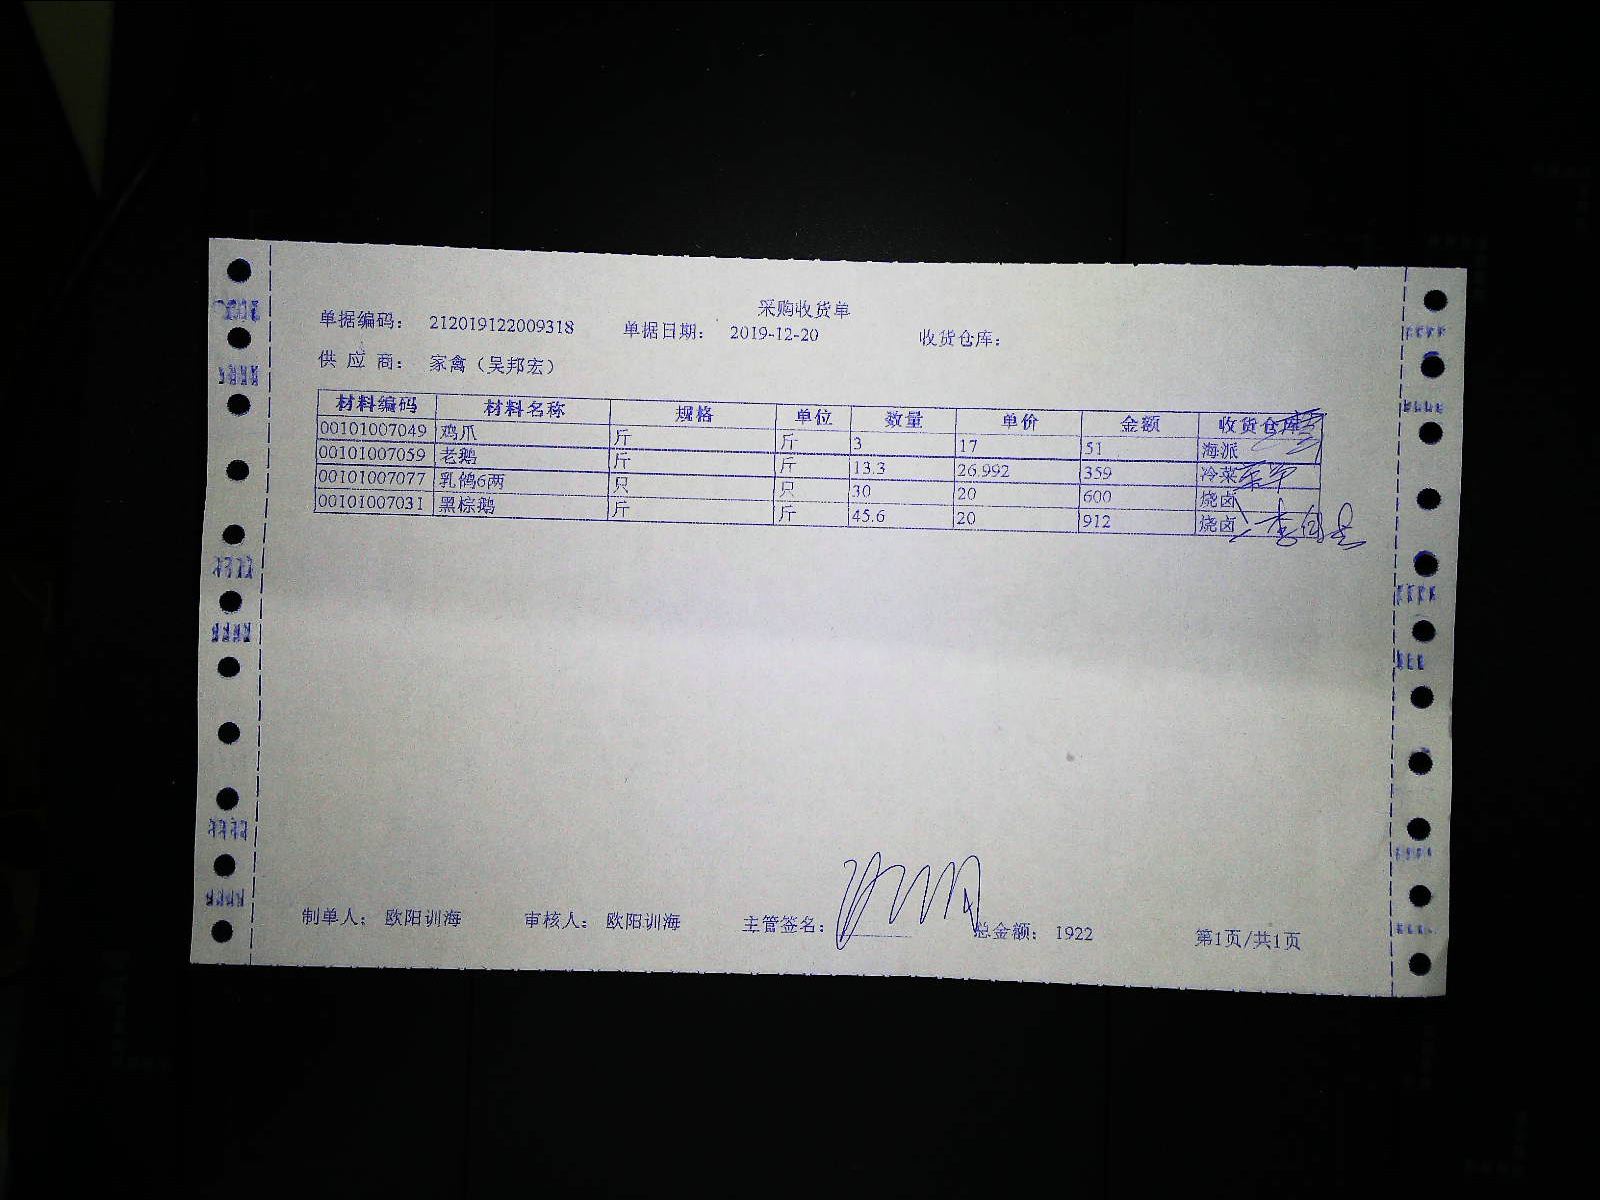 采购收货单
单据编码： 212019122009318 单据日期： 2019-12-20 收货仓库：
供 应 商： 家禽（吴邦宏）
材料编码 材料名称 规格 单位 数量 单价 金额 收货仓库
00101007049 鸡爪 斤 斤 3 17 51 海派
00101007059 老鹅 斤 斤 13.3 26.992 359 冷菜
00101007077 乳鸽6两 只 只 30 20 600 烧卤
00101007031 黑棕鹅 斤 斤 45.6 20 912 烧卤
制单人： 欧阳训海 审核人： 欧阳训海 主管签名： 总金额： 1922 第1页/共1页